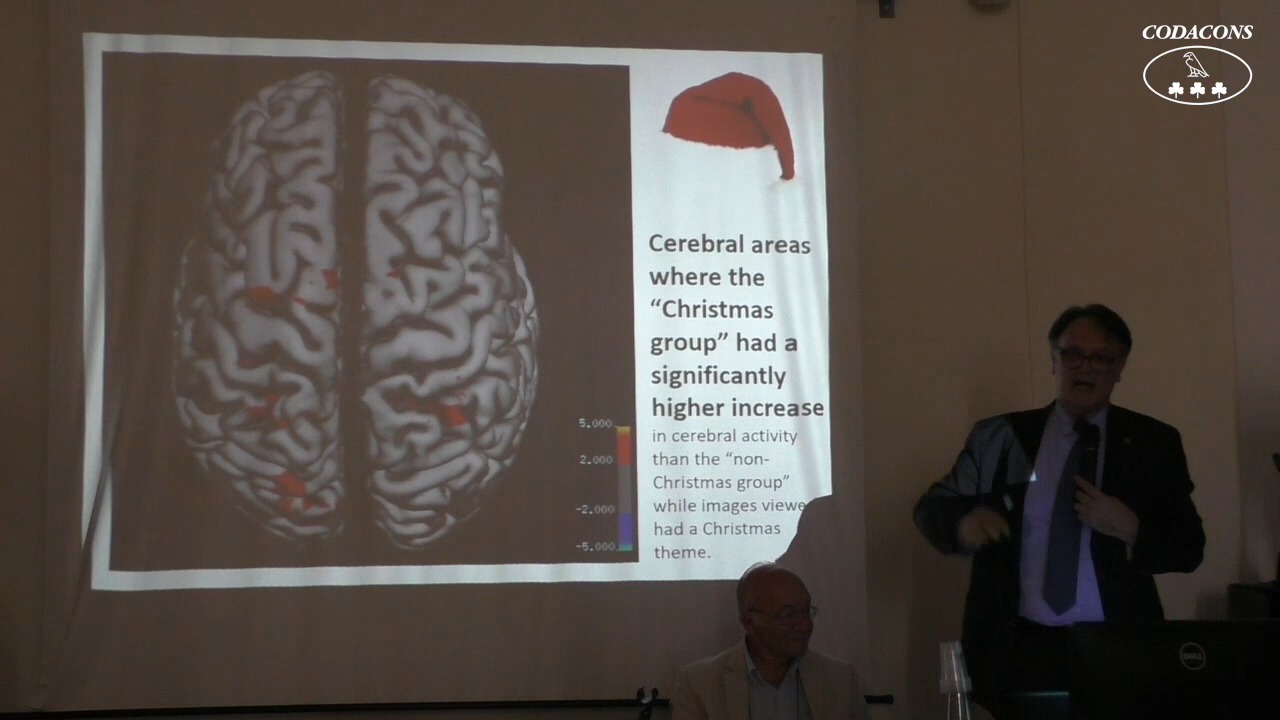 CODACONS
Cerebral areas
where the
“Christmas
group” had a
significantly
higher increase
in cerebral activity
than the “non-
Christmas group”
while images viewe
had a Christmas
theme.
5.000
2.000
-2.000
-5.000
DELL